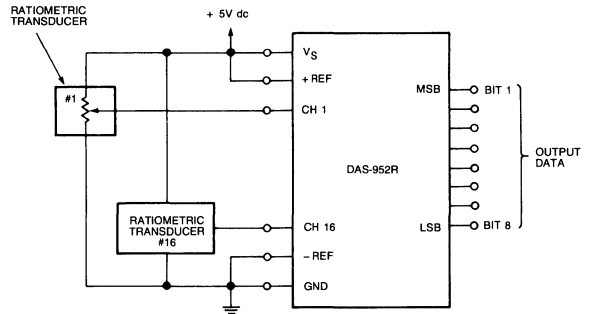 RATIOMETRIC
TRANSDUCER
+ 5V dc
#1
VS
+ REF
CH 1
MSB
BIT 1
DAS-952R
OUTPUT
DATA
RATIOMETRIC
TRANSDUCER
#16
CH 16
LSB
BIT 8
– REF
GND